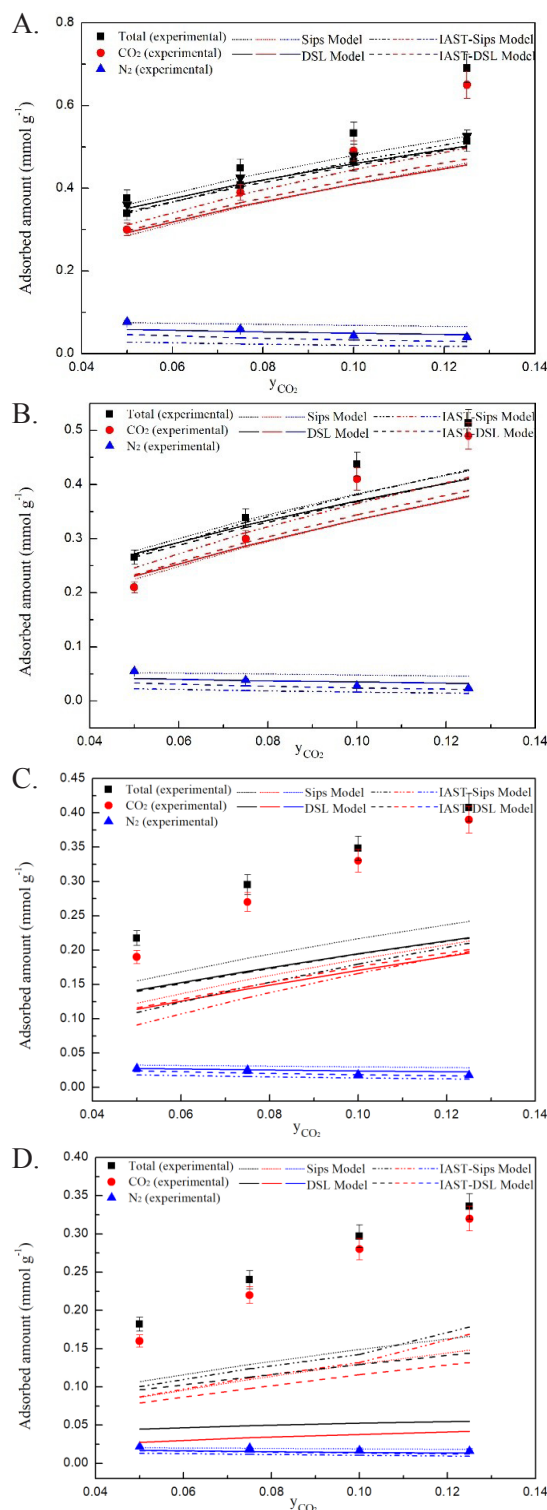 A.
Total (experimental)
CO₂ (experimental)
N₂ (experimental)
Sips Model
DSL Model
IAST-Sips Model
IAST-DSL Model
Adsorbed amount (mmol g⁻¹)
0.8
0.6
0.4
0.2
0.0
0.04 0.06 0.08 0.10 0.12 0.14
y_CO₂
B.
Total (experimental)
CO₂ (experimental)
N₂ (experimental)
Sips Model
DSL Model
IAST-Sips Model
IAST-DSL Model
Adsorbed amount (mmol g⁻¹)
0.5
0.4
0.3
0.2
0.1
0.0
0.04 0.06 0.08 0.10 0.12 0.14
y_CO₂
C.
Total (experimental)
CO₂ (experimental)
N₂ (experimental)
Sips Model
DSL Model
IAST-Sips Model
IAST-DSL Model
Adsorbed amount (mmol g⁻¹)
0.45
0.40
0.35
0.30
0.25
0.20
0.15
0.10
0.05
0.00
0.04 0.06 0.08 0.10 0.12 0.14
y_CO₂
D.
Total (experimental)
CO₂ (experimental)
N₂ (experimental)
Sips Model
DSL Model
IAST-Sips Model
IAST-DSL Model
Adsorbed amount (mmol g⁻¹)
0.40
0.35
0.30
0.25
0.20
0.15
0.10
0.05
0.00
0.04 0.06 0.08 0.10 0.12 0.14
y_CO₂